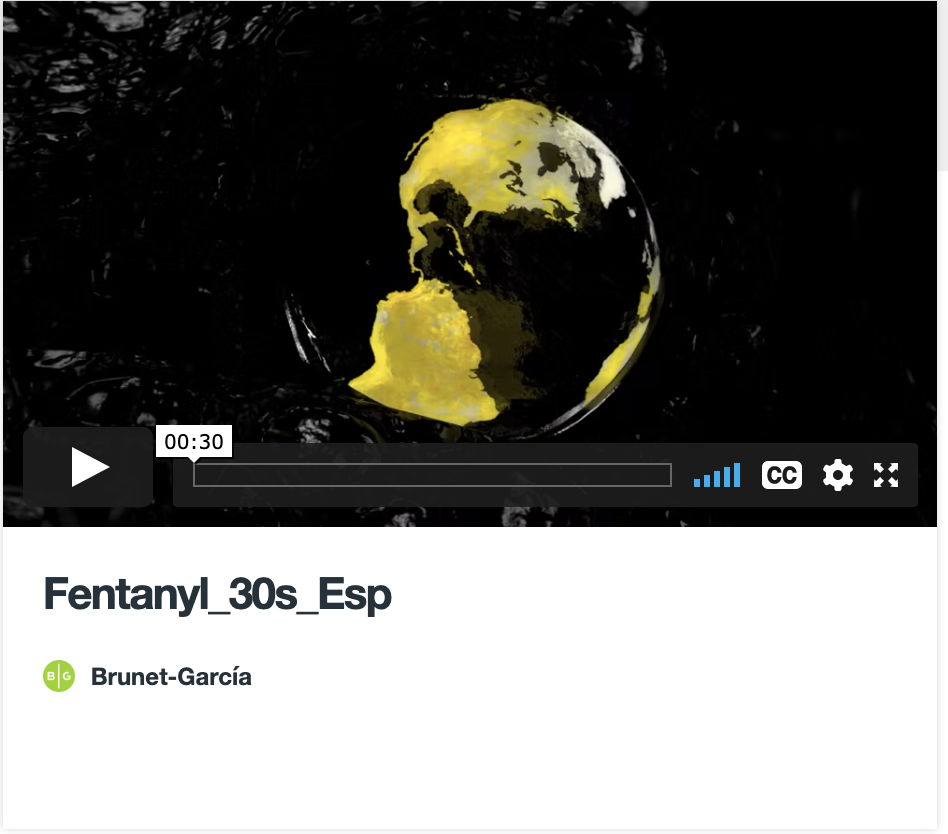 00:30
CC
Fentanyl_30s_Esp
B|G
Brunet-García